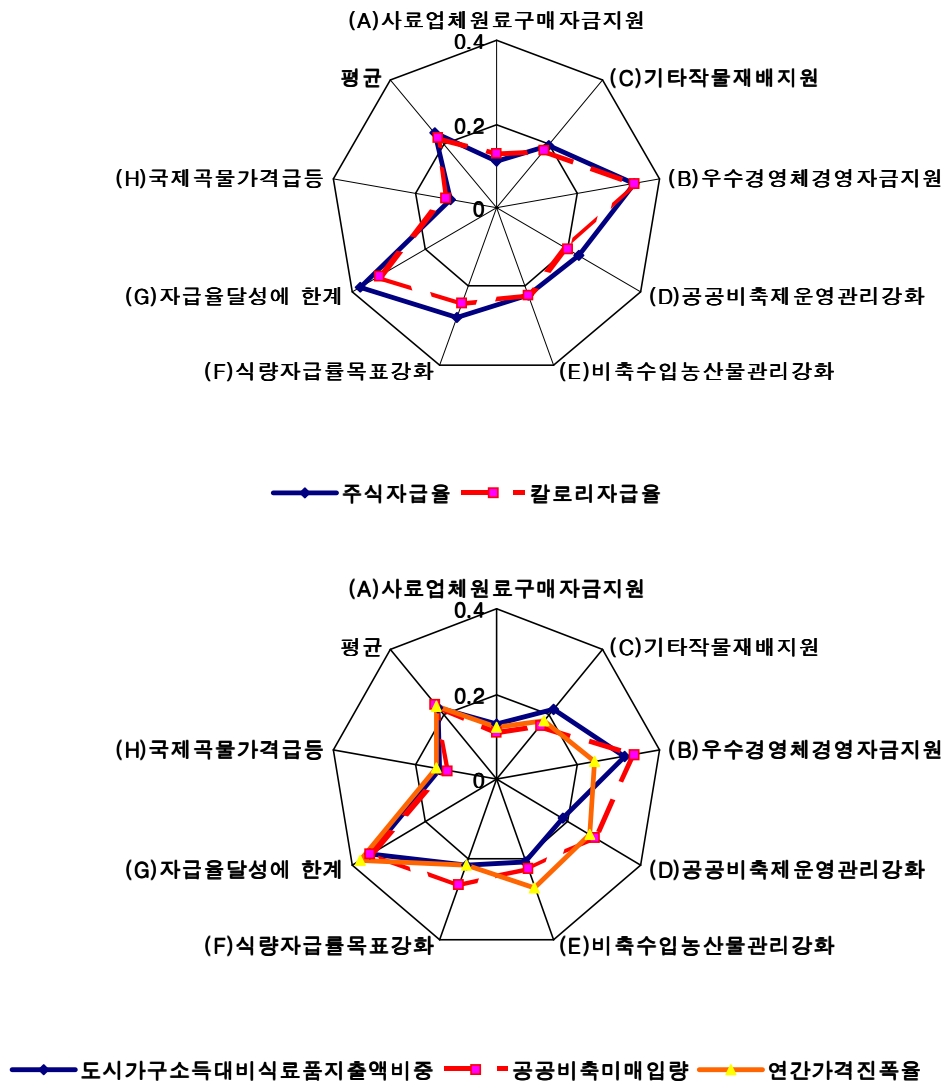 (A)사료업체원료구매자금지원
0.4
평균
(C)기타작물재배지원
0.2
(H)국제곡물가격급등
(B)우수경영체경영자금지원
0
(G)자급율달성에 한계
(D)공공비축제운영관리강화
(F)식량자급률목표강화
(E)비축수입농산물관리강화
주식자급율 칼로리자급율
(A)사료업체원료구매자금지원
0.4
평균
(C)기타작물재배지원
0.2
(H)국제곡물가격급등
(B)우수경영체경영자금지원
0
(G)자급율달성에 한계
(D)공공비축제운영관리강화
(F)식량자급률목표강화
(E)비축수입농산물관리강화
도시가구소득대비식료품지출액비중 공공비축미매입량 연간가격진폭율